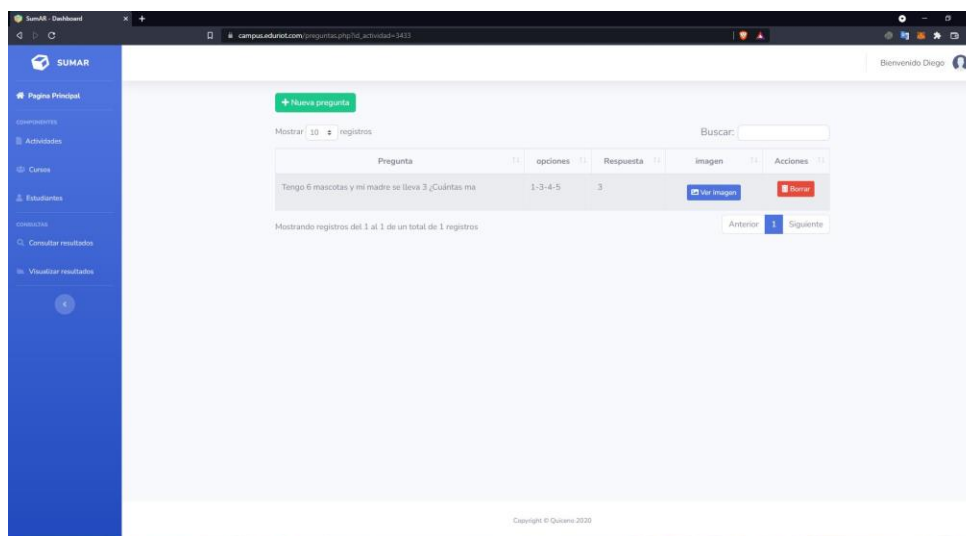 SumAR - Dashboard
campus.eduriot.com/preguntas.php?id_actividad=3433
SUMAR
Bienvenido Diego
Pagina Principal
COMPONENTES
Actividades
Cursos
Estudiantes
CONSULTAS
Consultar resultados
Visualizar resultados
+ Nueva pregunta
Mostrar 10 registros
Buscar:
Pregunta opciones Respuesta imagen Acciones
Tengo 6 mascotas y mi madre se lleva 3 ¿Cuántas ma 1-3-4-5 3 Ver Imagen Borrar
Mostrando registros del 1 al 1 de un total de 1 registros
Anterior 1 Siguiente
Copyright © Quiceno 2020